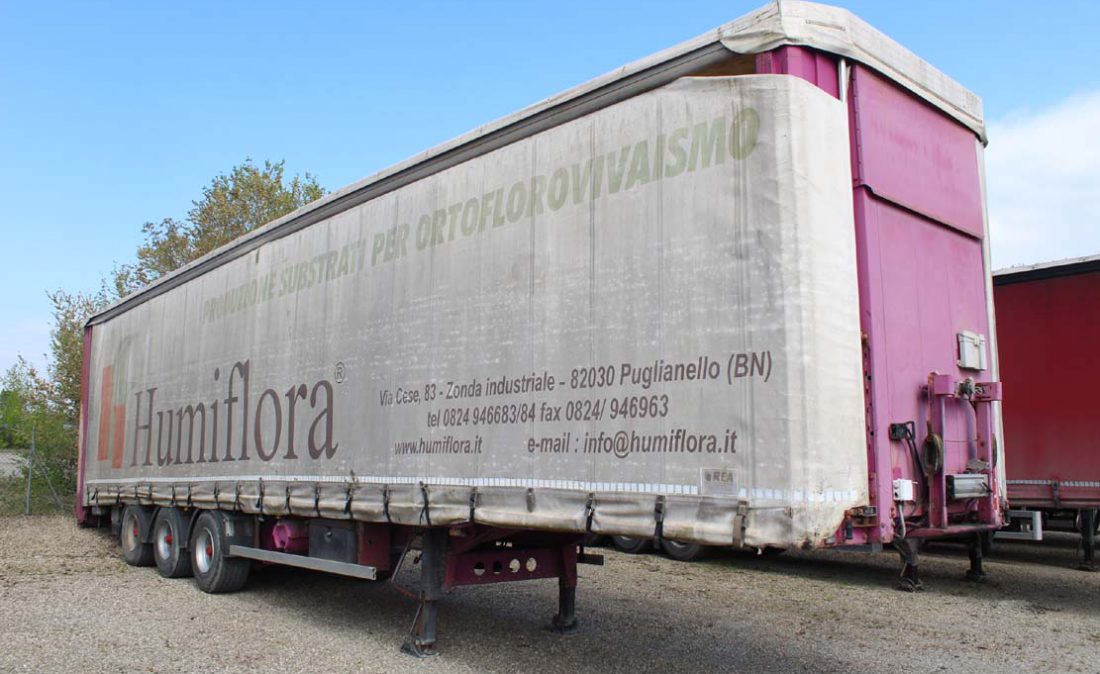 PRODUZIONE SUBSTRATI PER ORTOFLOROVIVAISMO
Humiflora®
Via Cese, 83 - Zona industriale - 82030 Puglianello (BN)
tel 0824 946683/84 fax 0824/ 946963
www.humiflora.it e-mail : info@humiflora.it
REA